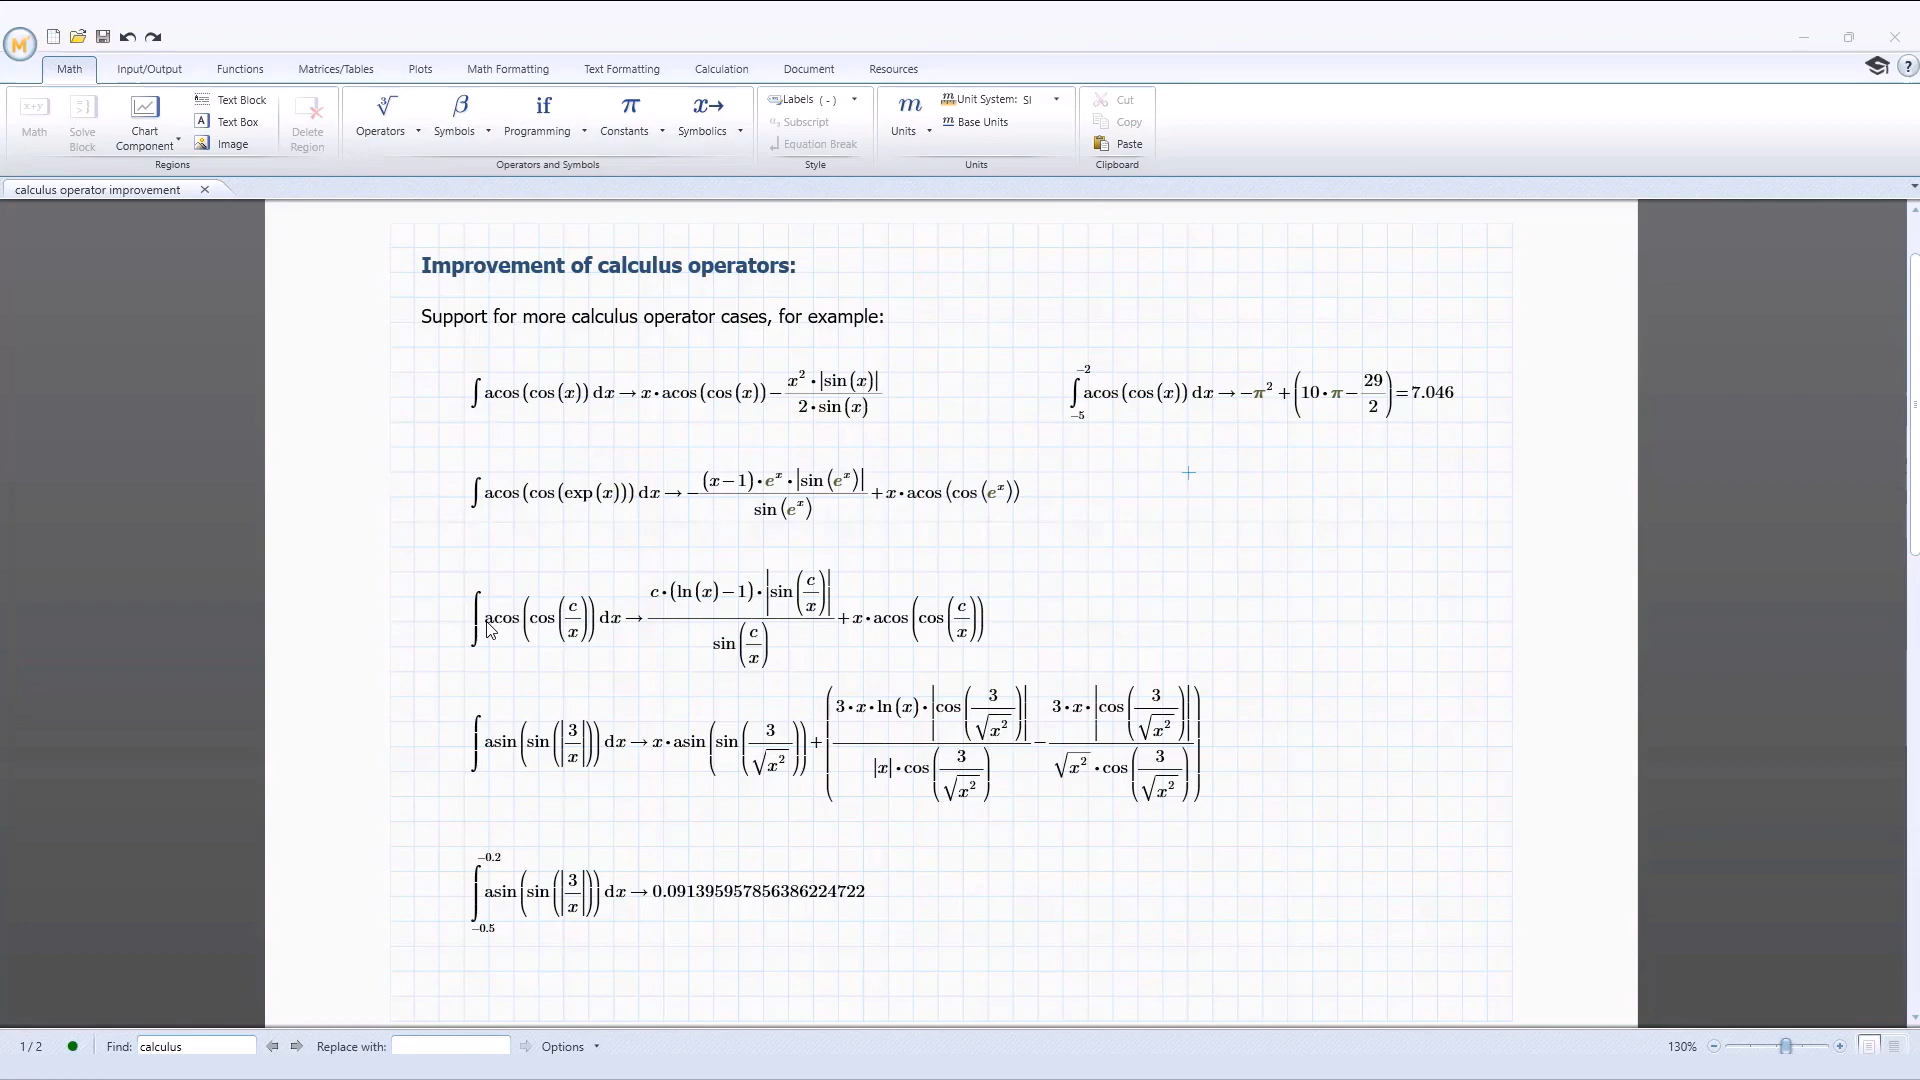 Math Input/Output Functions Matrices/Tables Plots Math Formatting Text Formatting Calculation Document Resources
Math
Solve Block
Chart Component
Text Block
Text Box
Image
Delete Region
Regions
Operators Symbols Programming Constants Symbolics
Operators and Symbols
Labels ( - )
Subscript
Equation Break
Style
Units
Unit System: SI
Base Units
Units
Cut
Copy
Paste
Clipboard
calculus operator improvement
Improvement of calculus operators:
Support for more calculus operator cases, for example:
∫ acos(cos(x)) dx → x·acos(cos(x)) − (x²·|sin(x)|)/(2·sin(x))
∫₋₅⁻² acos(cos(x)) dx → −π² + (10·π − 29/2) = 7.046
∫ acos(cos(exp(x))) dx → −((x−1)·eˣ·|sin(eˣ)|)/(sin(eˣ)) + x·acos(cos(eˣ))
∫ acos(cos(c/x)) dx → (c·(ln(x)−1)·|sin(c/x)|)/(sin(c/x)) + x·acos(cos(c/x))
∫ asin(sin(|3/x|)) dx → x·asin(sin(3/√x²)) + ((3·x·ln(x)·|cos(3/√x²)|)/(|x|·cos(3/√x²)) − (3·x·|cos(3/√x²)|)/(√x²·cos(3/√x²)))
∫ −0.5 −0.2 asin(sin(|3/x|)) dx → 0.091395957856386224722
1 / 2 Find: calculus Replace with: Options 130%